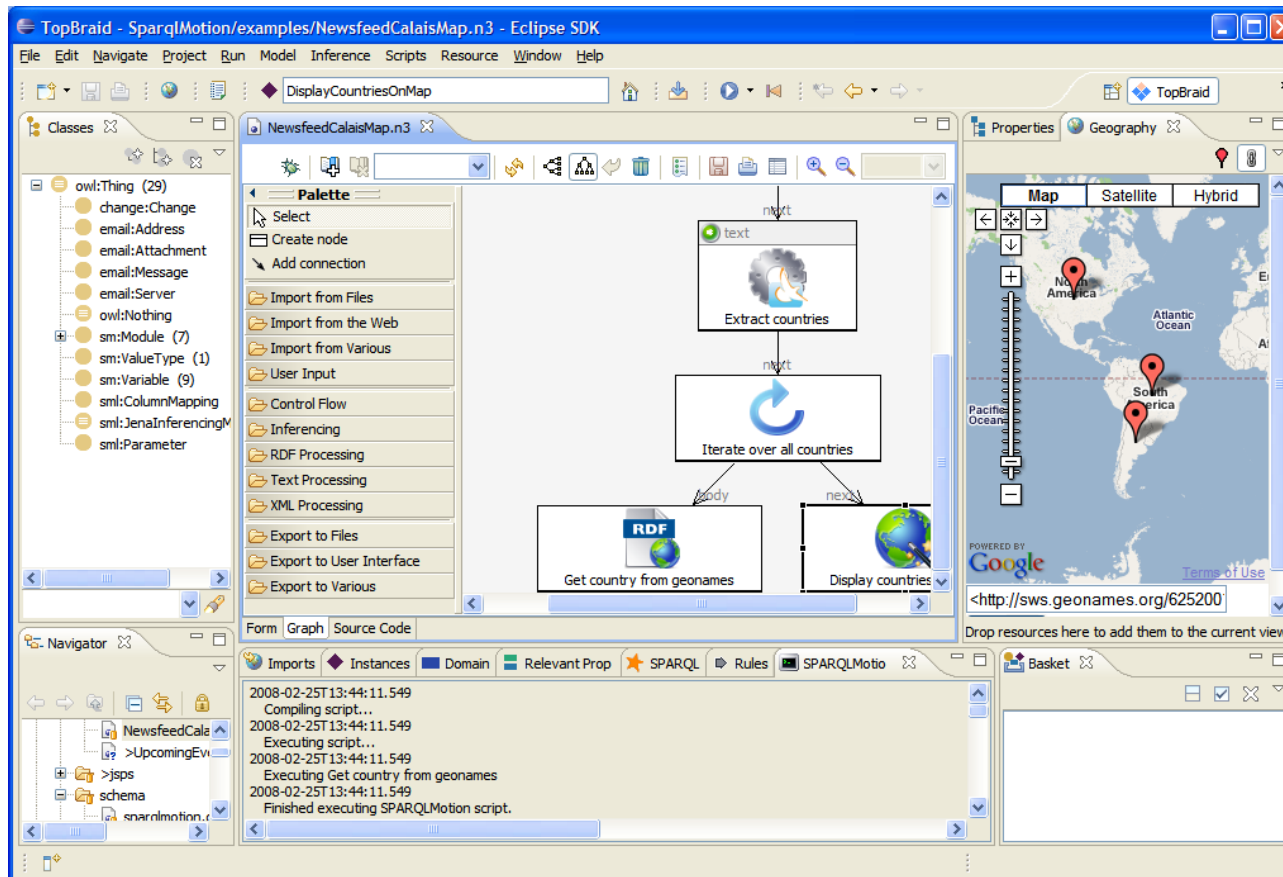 TopBraid - SparqlMotion/examples/NewsfeedCalaisMap.n3 - Eclipse SDK
File Edit Navigate Project Run Model Inference Scripts Resource Window Help
DisplayCountriesOnMap
TopBraid
Classes
owl:Thing (29)
change:Change
email:Address
email:Attachment
email:Message
email:Server
owl:Nothing
sm:Module (7)
sm:ValueType (1)
sm:Variable (9)
sml:ColumnMapping
sml:JenaInferencingM
sml:Parameter
NewsfeedCalaisMap.n3
Palette
Select
Create node
Add connection
Import from Files
Import from the Web
Import from Various
User Input
Control Flow
Inferencing
RDF Processing
Text Processing
XML Processing
Export to Files
Export to User Interface
Export to Various
next
text
Extract countries
next
Iterate over all countries
body
next
RDF
Get country from geonames
Display countries
Form Graph Source Code
Properties Geography
Map Satellite Hybrid
North America
Atlantic Ocean
South America
Pacific Ocean
POWERED BY
Google
Terms of Use
<http://sws.geonames.org/625200
Drop resources here to add them to the current view
Navigator
NewsfeedCala
>UpcomingEv
>jsps
schema
Imports Instances Domain Relevant Prop SPARQL Rules SPARQLMotio
2008-02-25T13:44:11.549
Compiling script...
2008-02-25T13:44:11.549
Executing script...
2008-02-25T13:44:11.549
Executing Get country from geonames
2008-02-25T13:44:11.549
Finished executing SPARQLMotion script.
Basket